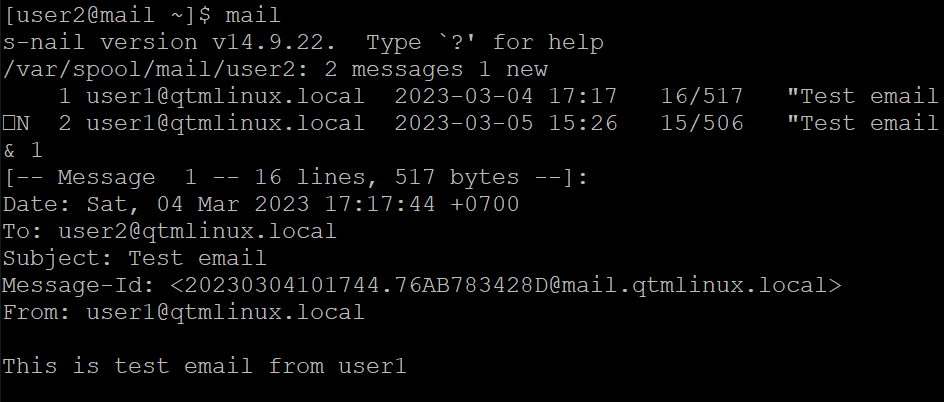 [user2@mail ~]$ mail
s-nail version v14.9.22.  Type `?' for help
/var/spool/mail/user2: 2 messages 1 new
    1 user1@qtmlinux.local  2023-03-04 17:17   16/517   "Test email
□N  2 user1@qtmlinux.local  2023-03-05 15:26   15/506   "Test email
& 1
[-- Message  1 -- 16 lines, 517 bytes --]:
Date: Sat, 04 Mar 2023 17:17:44 +0700
To: user2@qtmlinux.local
Subject: Test email
Message-Id: <20230304101744.76AB783428D@mail.qtmlinux.local>
From: user1@qtmlinux.local

This is test email from user1